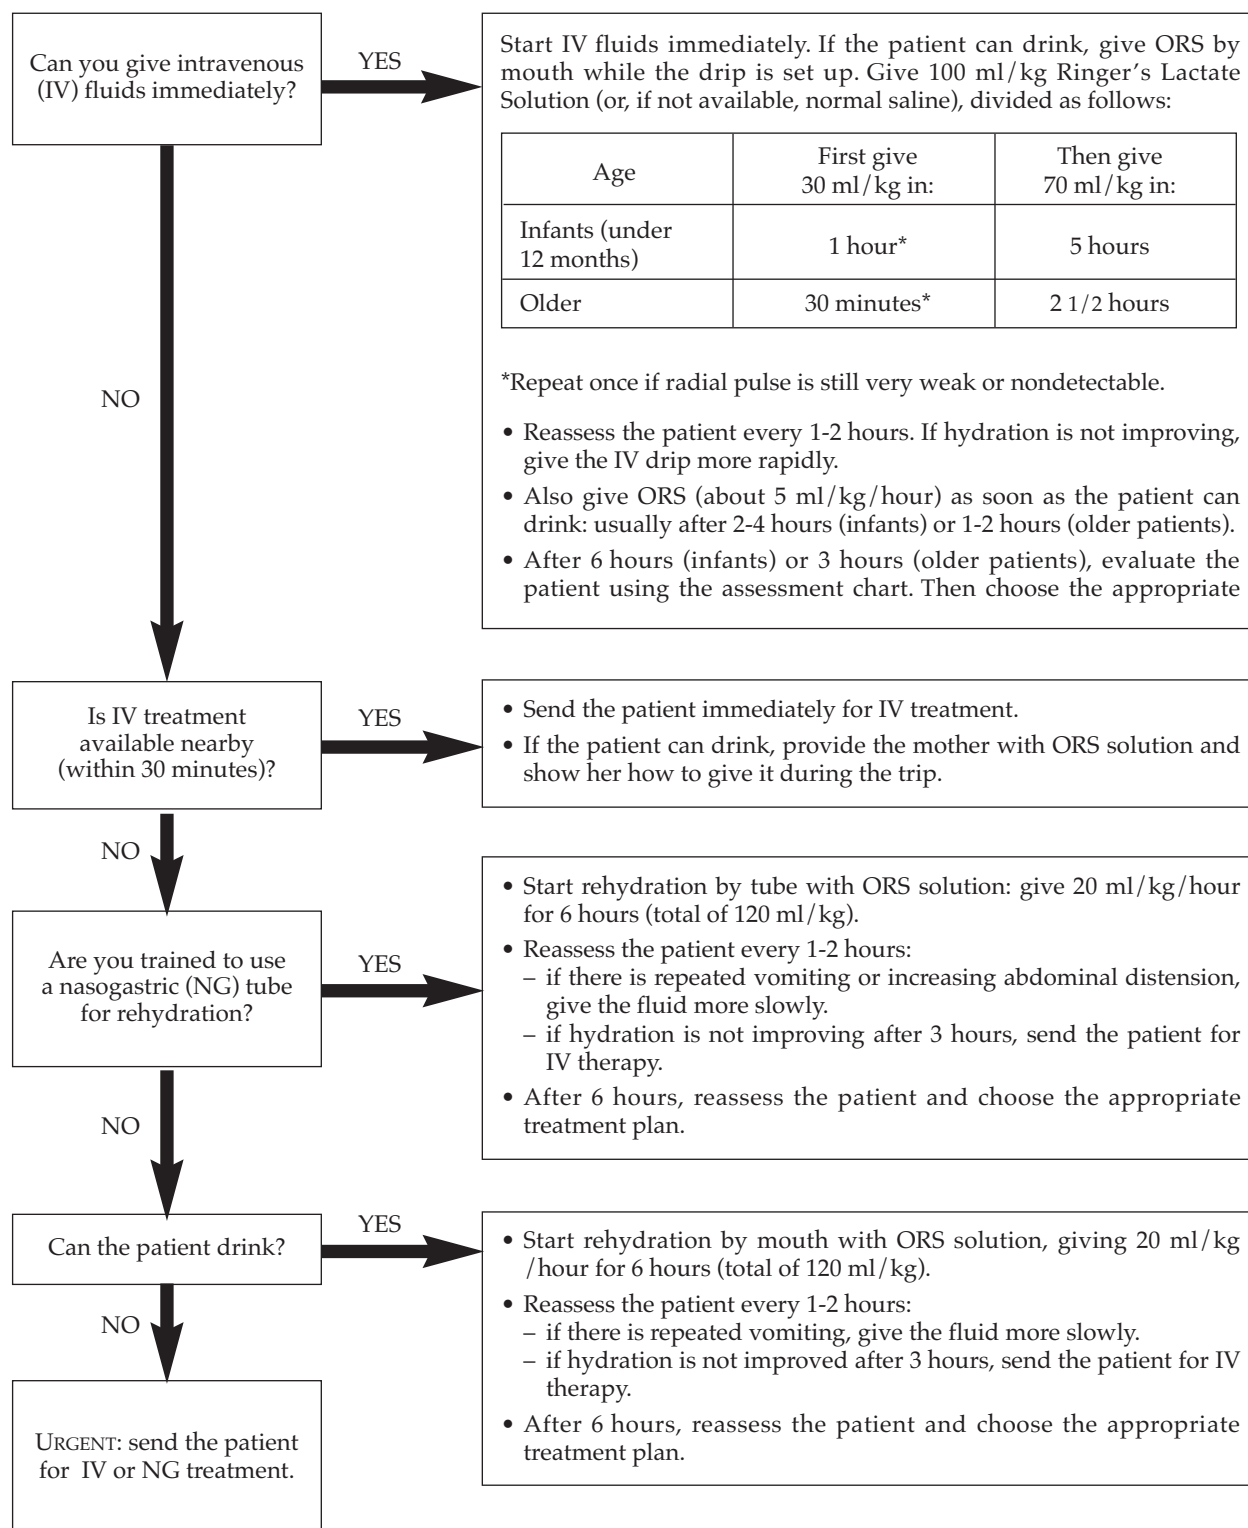 Can you give intravenous
(IV) fluids immediately?
YES
Start IV fluids immediately. If the patient can drink, give ORS by
mouth while the drip is set up. Give 100 ml/kg Ringer's Lactate
Solution (or, if not available, normal saline), divided as follows:
Age
First give
30 ml/kg in:
Then give
70 ml/kg in:
Infants (under
12 months)
1 hour*
5 hours
Older
30 minutes*
2 1/2 hours
*Repeat once if radial pulse is still very weak or nondetectable.
• Reassess the patient every 1-2 hours. If hydration is not improving,
give the IV drip more rapidly.
• Also give ORS (about 5 ml/kg/hour) as soon as the patient can
drink: usually after 2-4 hours (infants) or 1-2 hours (older patients).
• After 6 hours (infants) or 3 hours (older patients), evaluate the
patient using the assessment chart. Then choose the appropriate
NO
Is IV treatment
available nearby
(within 30 minutes)?
YES
• Send the patient immediately for IV treatment.
• If the patient can drink, provide the mother with ORS solution and
show her how to give it during the trip.
NO
Are you trained to use
a nasogastric (NG) tube
for rehydration?
YES
• Start rehydration by tube with ORS solution: give 20 ml/kg/hour
for 6 hours (total of 120 ml/kg).
• Reassess the patient every 1-2 hours:
– if there is repeated vomiting or increasing abdominal distension,
give the fluid more slowly.
– if hydration is not improving after 3 hours, send the patient for
IV therapy.
• After 6 hours, reassess the patient and choose the appropriate
treatment plan.
NO
Can the patient drink?
YES
• Start rehydration by mouth with ORS solution, giving 20 ml/kg
/hour for 6 hours (total of 120 ml/kg).
• Reassess the patient every 1-2 hours:
– if there is repeated vomiting, give the fluid more slowly.
– if hydration is not improved after 3 hours, send the patient for IV
therapy.
• After 6 hours, reassess the patient and choose the appropriate
treatment plan.
NO
URGENT: send the patient
for IV or NG treatment.